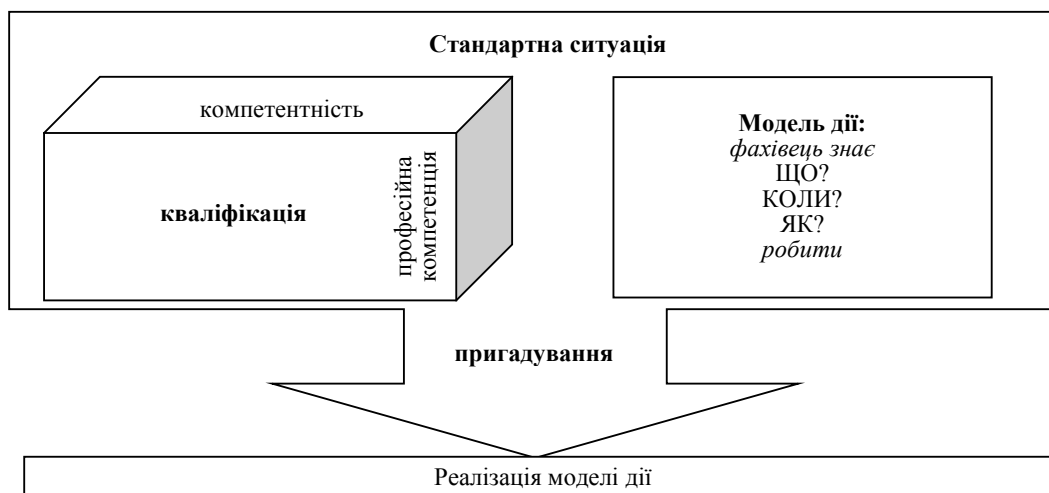 Стандартна ситуація
компетентність
кваліфікація
професійна
компетенція
Модель дії:
фахівець знає
ЩО?
КОЛИ?
ЯК?
робити
пригадування
Реалізація моделі дії